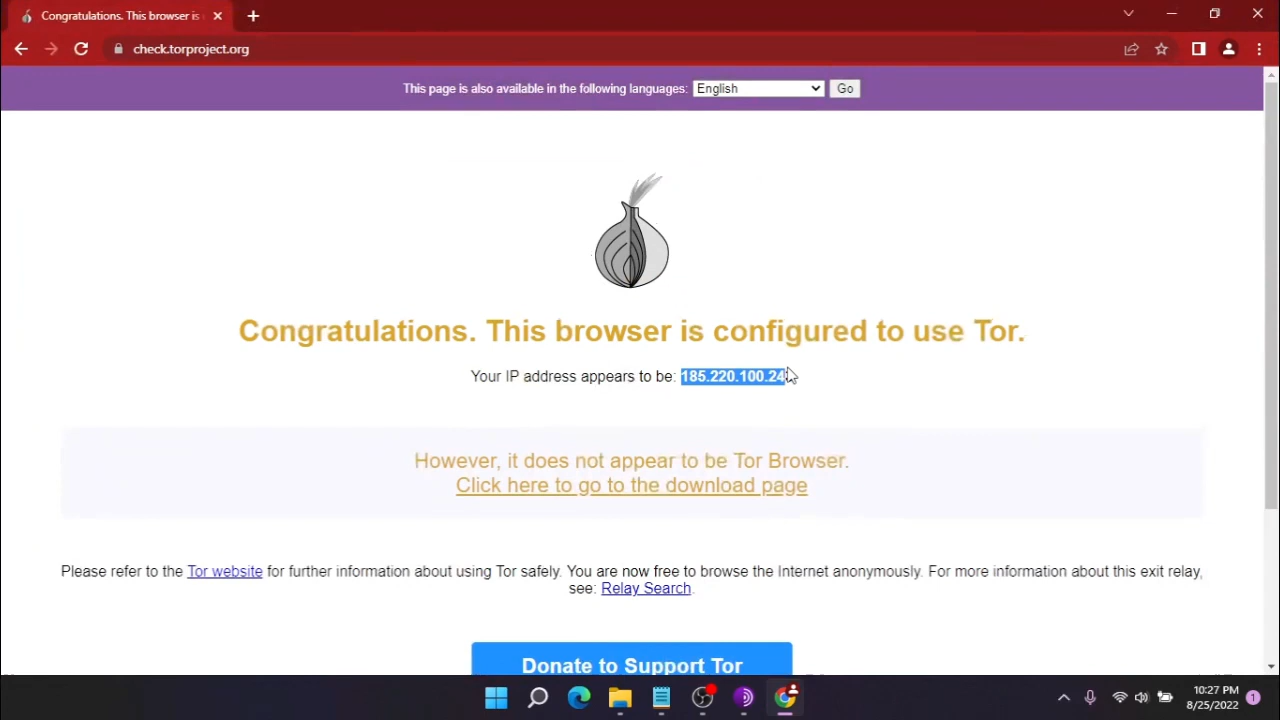 Congratulations. This browser is
check.torproject.org
This page is also available in the following languages: English Go
Congratulations. This browser is configured to use Tor.
Your IP address appears to be: 185.220.100.24
However, it does not appear to be Tor Browser.
Click here to go to the download page
Please refer to the Tor website for further information about using Tor safely. You are now free to browse the Internet anonymously. For more information about this exit relay,
see: Relay Search.
Donate to Support Tor
10:27 PM
8/25/2022
1